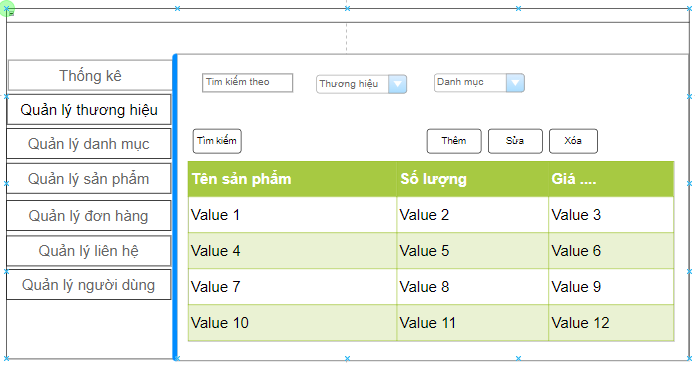 Thống kê
Quản lý thương hiệu
Quản lý danh mục
Quản lý sản phẩm
Quản lý đơn hàng
Quản lý liên hệ
Quản lý người dùng
Tìm kiếm theo
Thương hiệu
Danh mục
Tìm kiếm
Thêm
Sửa
Xóa
Tên sản phẩm Số lượng Giá ....
Value 1 Value 2 Value 3
Value 4 Value 5 Value 6
Value 7 Value 8 Value 9
Value 10 Value 11 Value 12